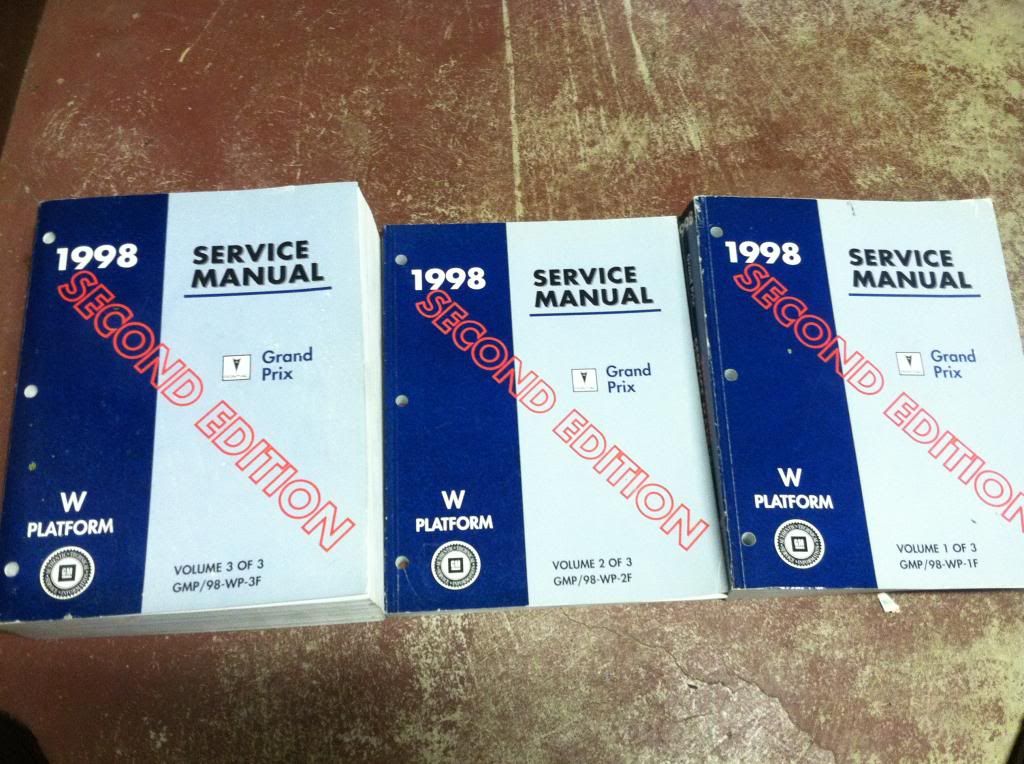 1998
SERVICE
MANUAL
SECOND EDITION
Grand
Prix
W
PLATFORM
VOLUME 3 OF 3
GMP/98-WP-3F
1998
SERVICE
MANUAL
SECOND EDITION
Grand
Prix
W
PLATFORM
VOLUME 2 OF 3
GMP/98-WP-2F
1998
SERVICE
MANUAL
SECOND EDITION
Grand
Prix
W
PLATFORM
VOLUME 1 OF 3
GMP/98-WP-1F